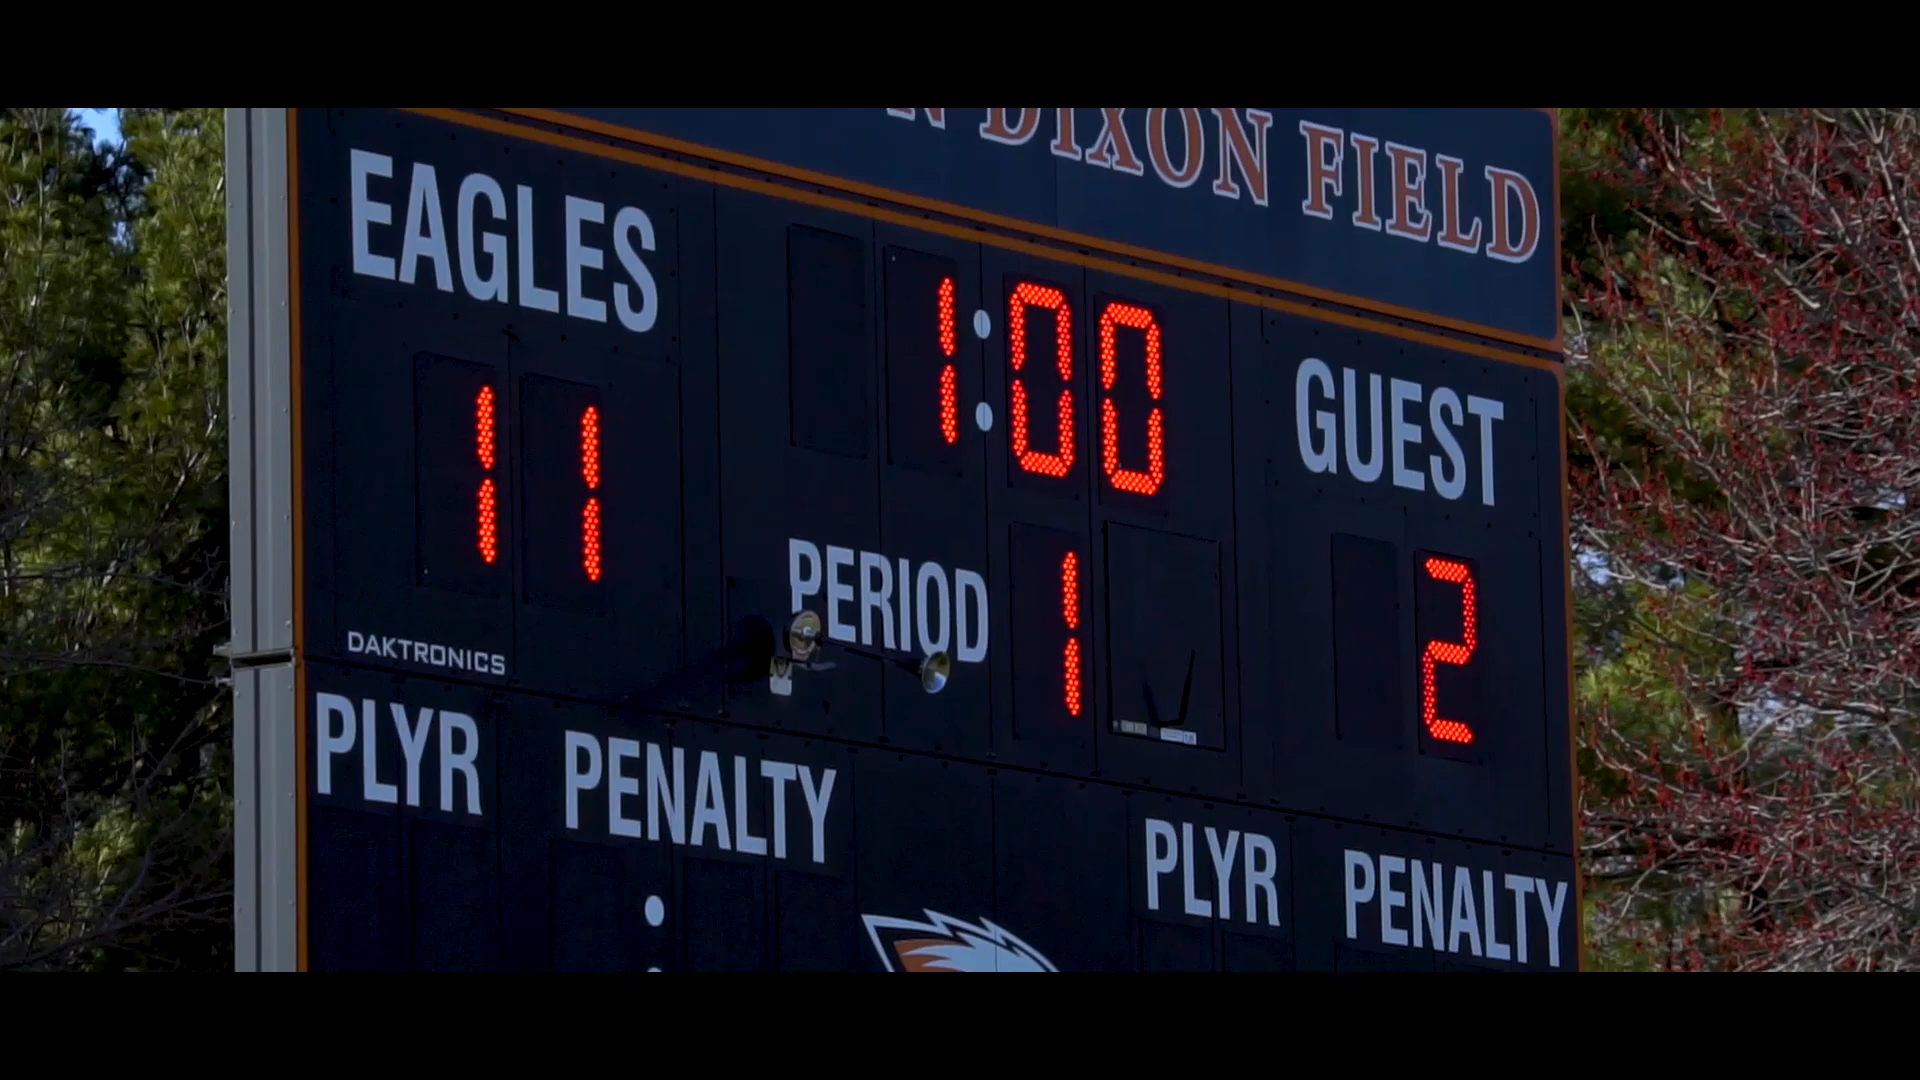 DIXON FIELD
EAGLES
1:00
GUEST
11
PERIOD 1
2
DAKTRONICS
PLYR PENALTY
PLYR PENALTY